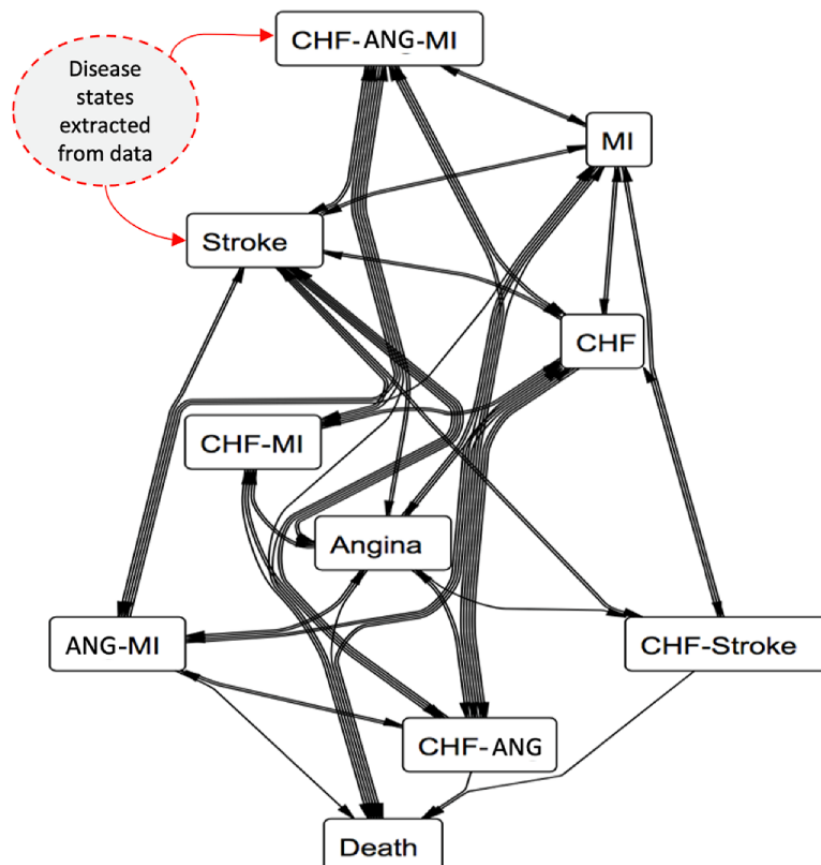 CHF-ANG-MI
Disease
states
extracted
from data
MI
Stroke
CHF
CHF-MI
Angina
ANG-MI
CHF-Stroke
CHF-ANG
Death